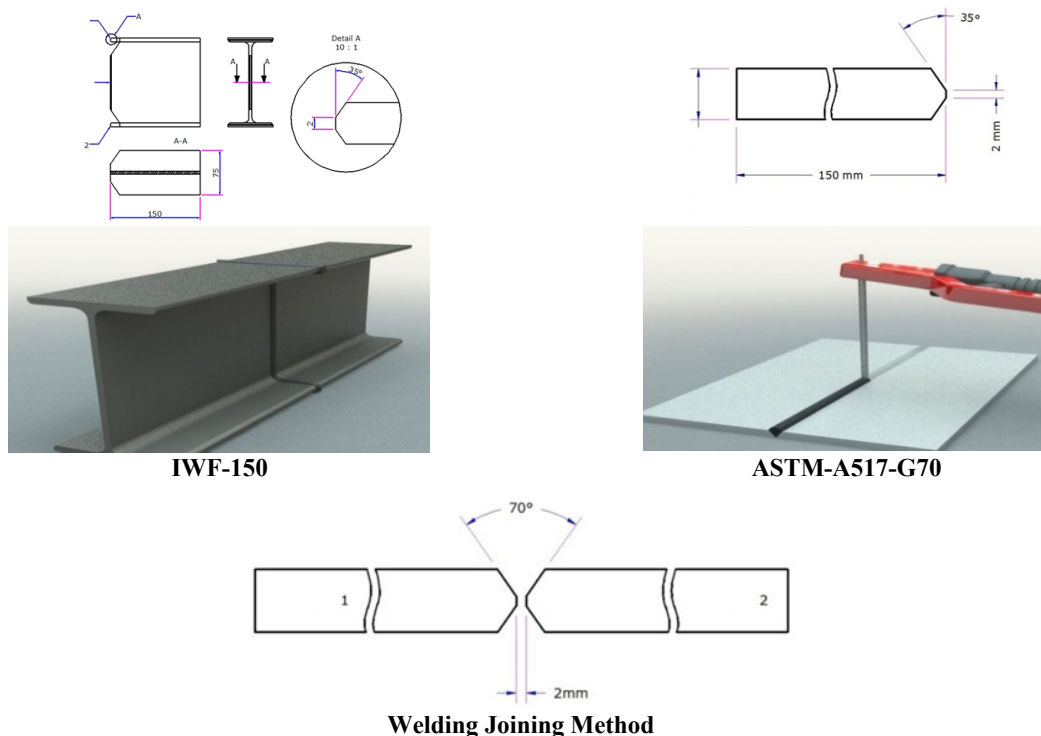 A
2
A
A
Detail A
10 : 1
35°
2
A-A
75
150
35°
2 mm
150 mm
IWF-150
ASTM-A517-G70
70°
1
2
2mm
Welding Joining Method